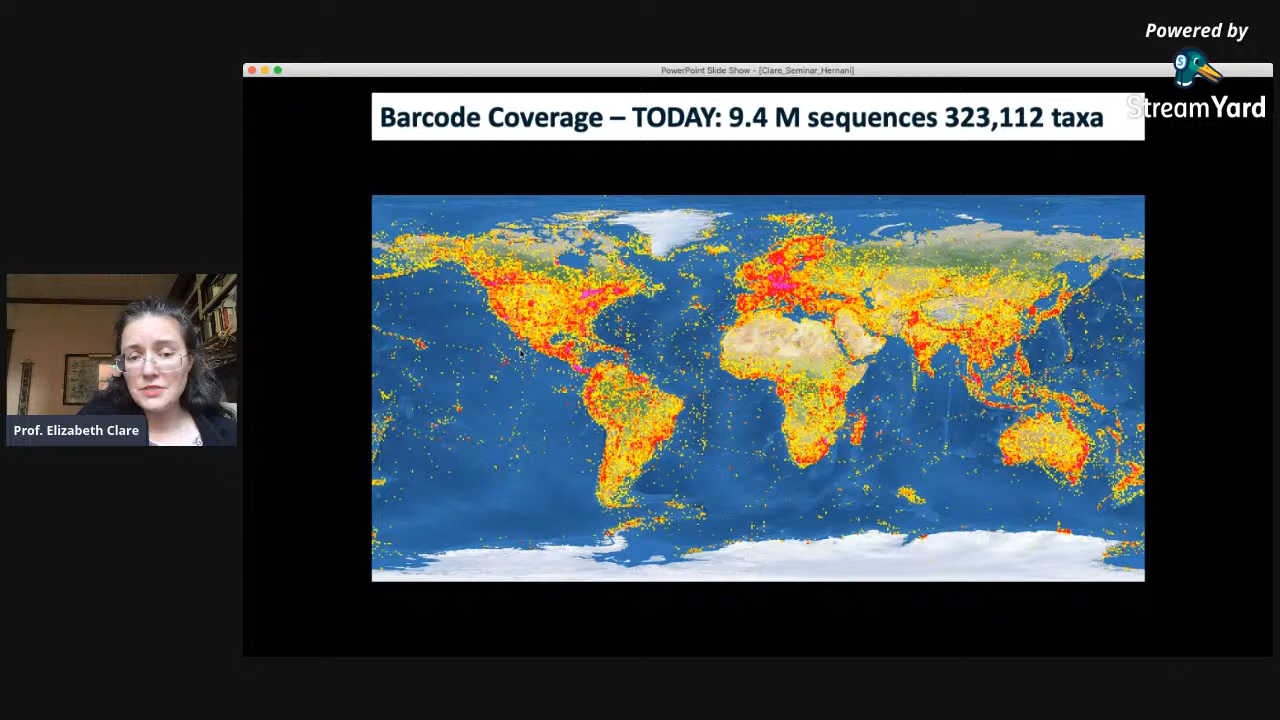 Powered by
StreamYard
PowerPoint Slide Show - [Clare_Seminar_Hernani]
Barcode Coverage – TODAY: 9.4 M sequences 323,112 taxa
Prof. Elizabeth Clare